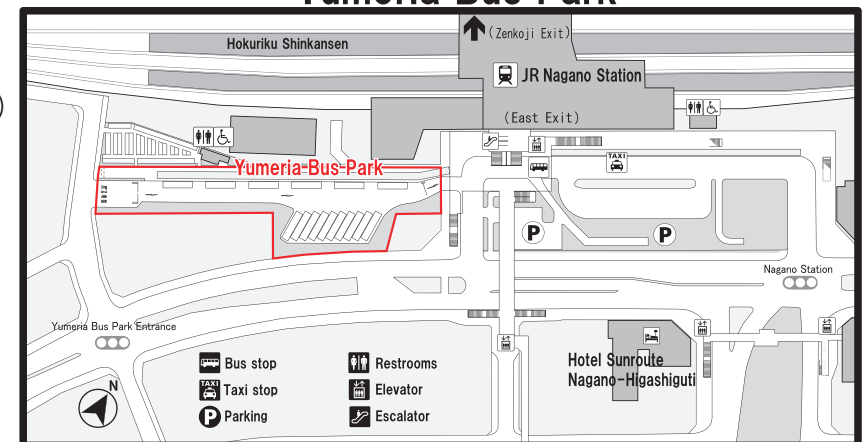 Yumeria Bus Park
(Zenkoji Exit)
Hokuriku Shinkansen
JR Nagano Station
(East Exit)
TAXI
Yumeria Bus Park
P
P
Nagano Station
Yumeria Bus Park Entrance
Bus stop
Restrooms
TAXI
Taxi stop
Elevator
P
Parking
Escalator
Hotel Sunroute
Nagano-Higashiguti
N